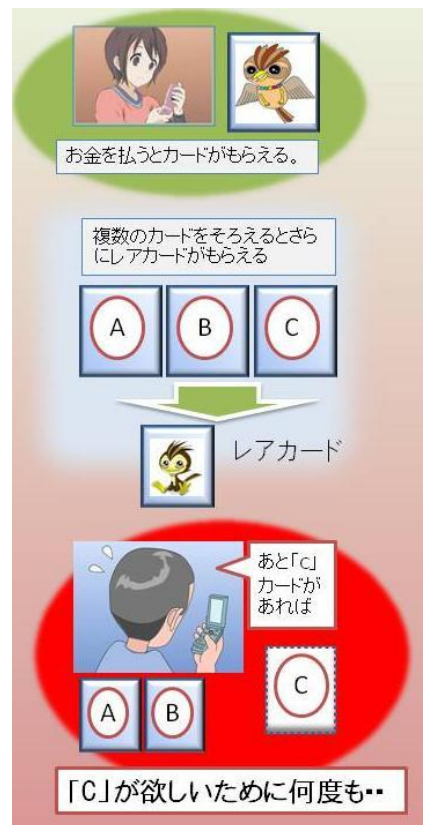 お金を払うとカードがもらえる。
複数のカードをそろえるとさら
にレアカードがもらえる
A B C
レアカード
あと「C」
カードが
あれば
A B
C
「C」が欲しいために何度も・・